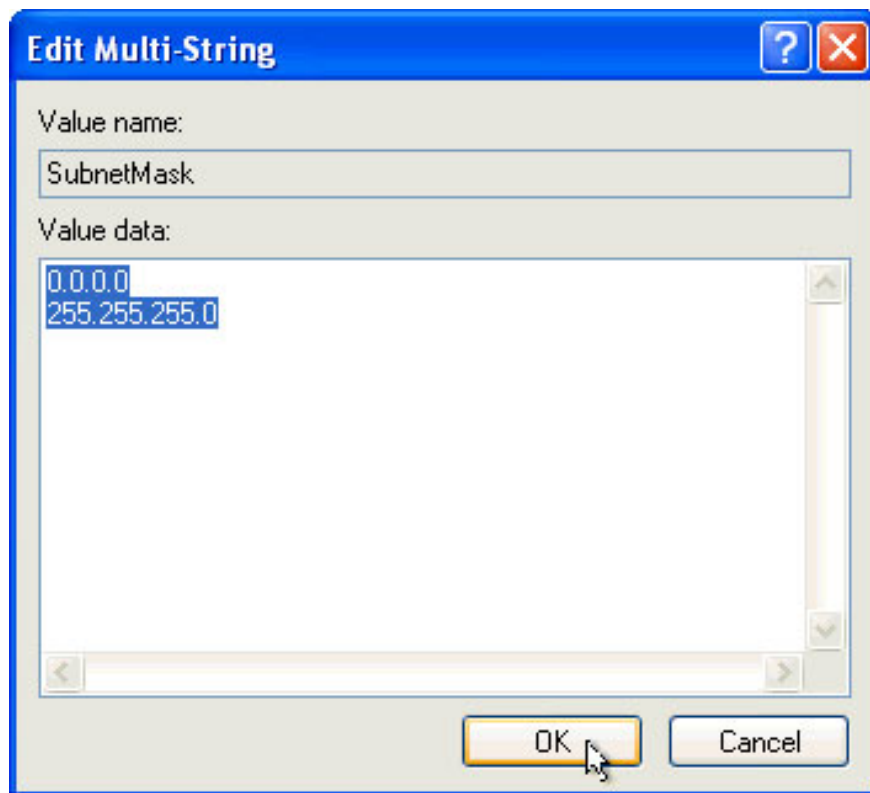 Edit Multi-String
Value name:
SubnetMask
Value data:
0.0.0.0
255.255.255.0
OK Cancel